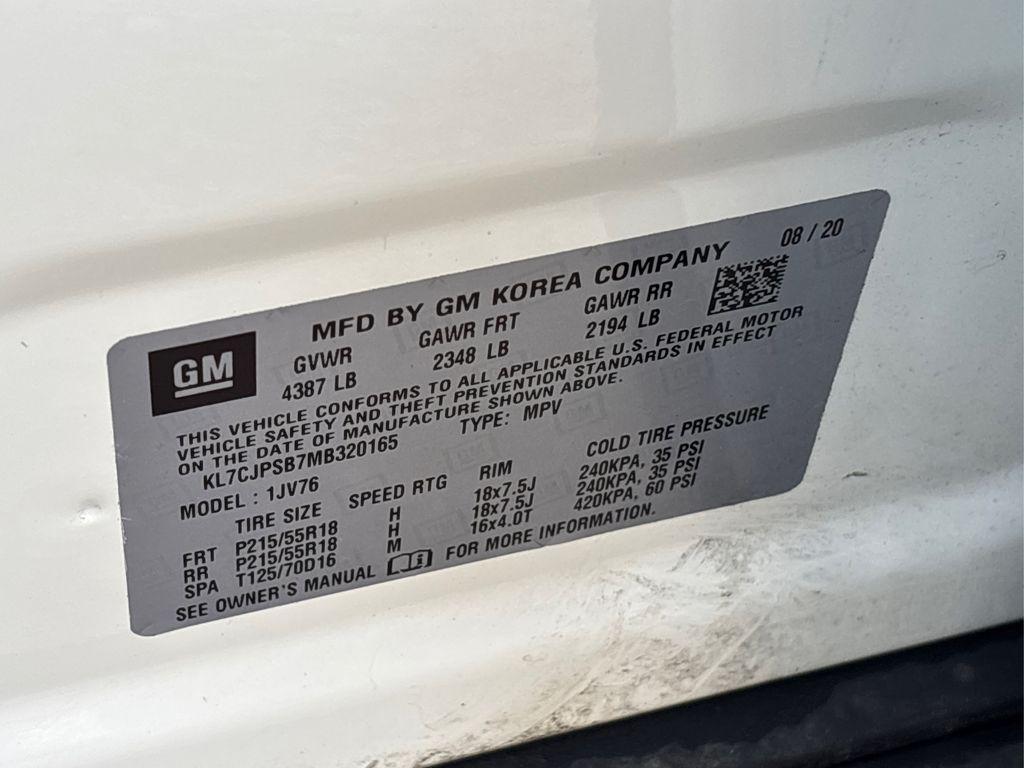 MFD BY GM KOREA COMPANY 08 / 20
GM
GVWR GAWR FRT GAWR RR
4387 LB 2348 LB 2194 LB
THIS VEHICLE CONFORMS TO ALL APPLICABLE U.S. FEDERAL MOTOR
VEHICLE SAFETY AND THEFT PREVENTION STANDARDS IN EFFECT
ON THE DATE OF MANUFACTURE SHOWN ABOVE.
KL7CJPSB7MB320165 TYPE: MPV
MODEL : 1JV76
TIRE SIZE SPEED RTG RIM COLD TIRE PRESSURE
FRT P215/55R18 H 18x7.5J 240KPA, 35 PSI
RR P215/55R18 H 18x7.5J 240KPA, 35 PSI
SPA T125/70D16 M 16x4.0T 420KPA, 60 PSI
SEE OWNER'S MANUAL FOR MORE INFORMATION.